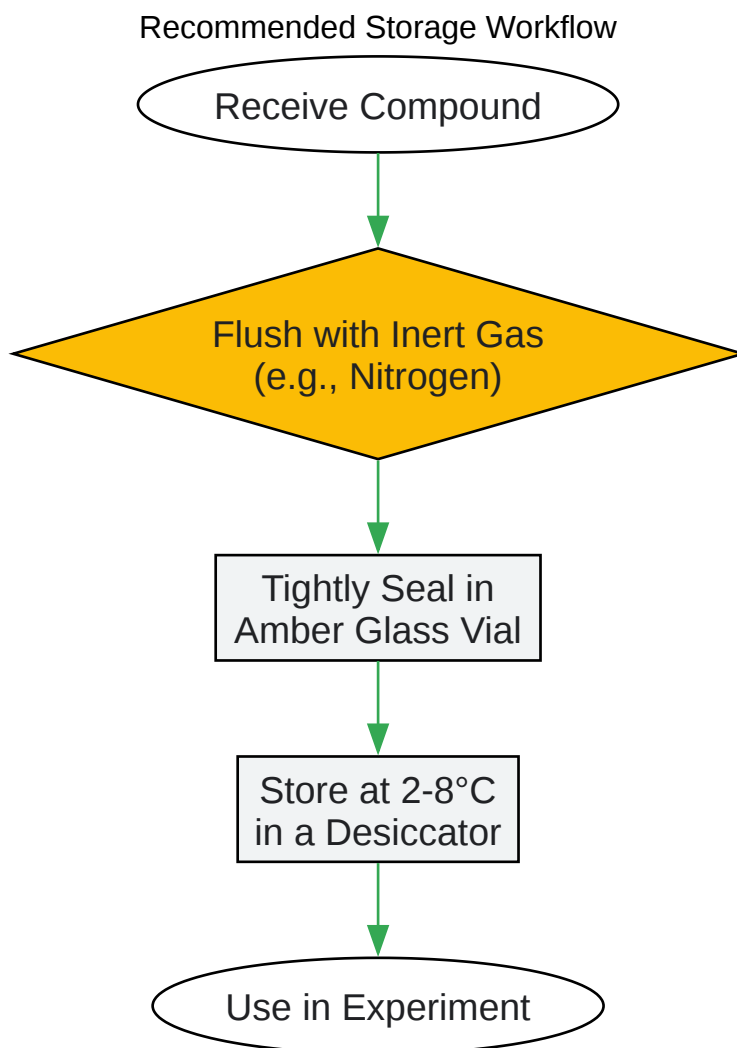 Recommended Storage Workflow
Receive Compound
Flush with Inert Gas
(e.g., Nitrogen)
Tightly Seal in
Amber Glass Vial
Store at 2-8°C
in a Desiccator
Use in Experiment